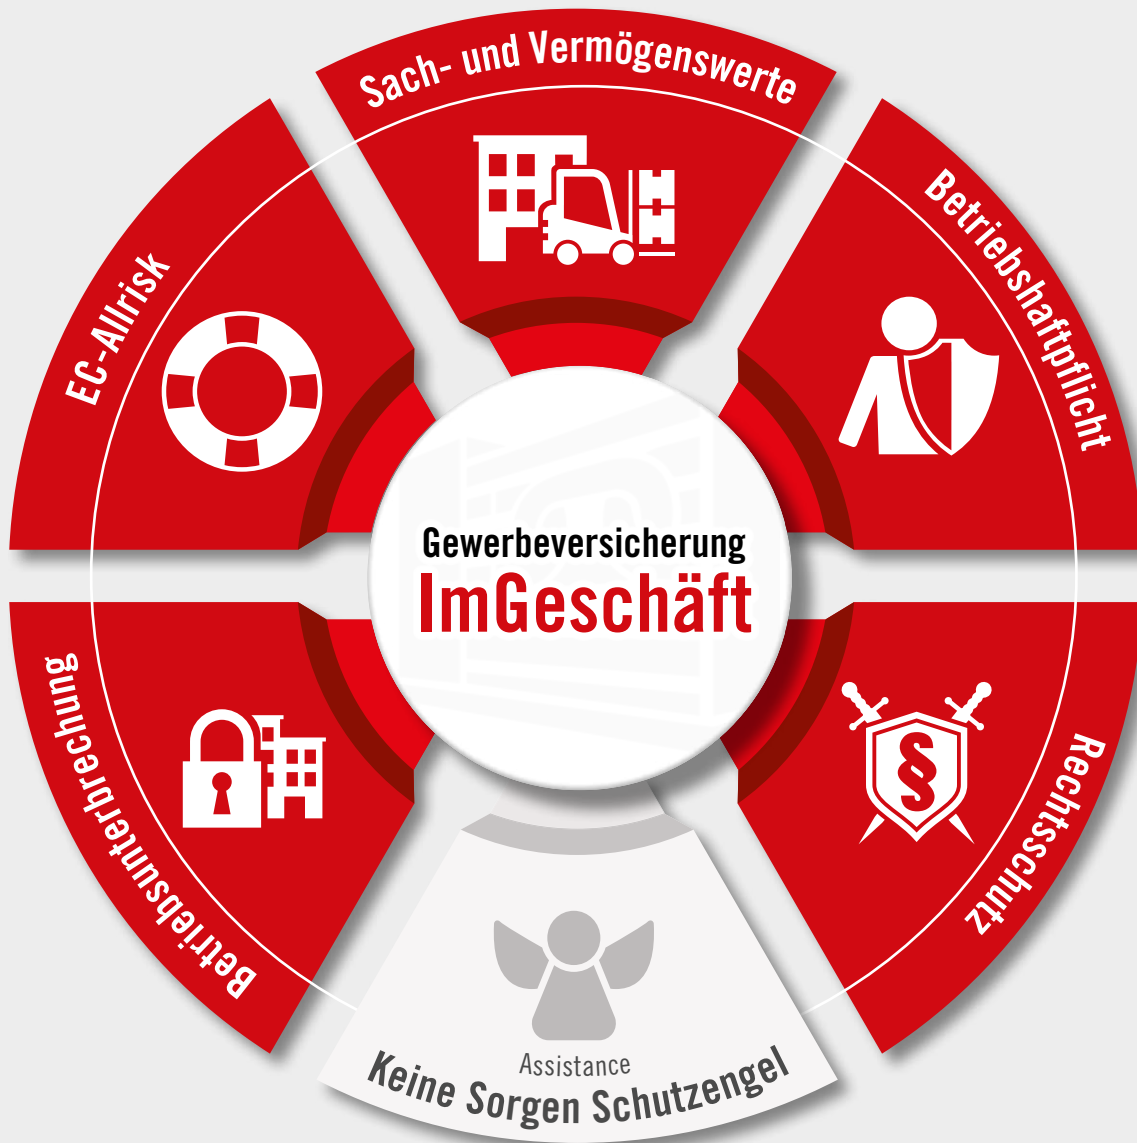 Sach- und Vermögenswerte
Betriebshaftpflicht
Rechtsschutz
Assistance
Keine Sorgen Schutzengel
Betriebsunterbrechung
EC-Allrisk
Gewerbeversicherung
ImGeschäft